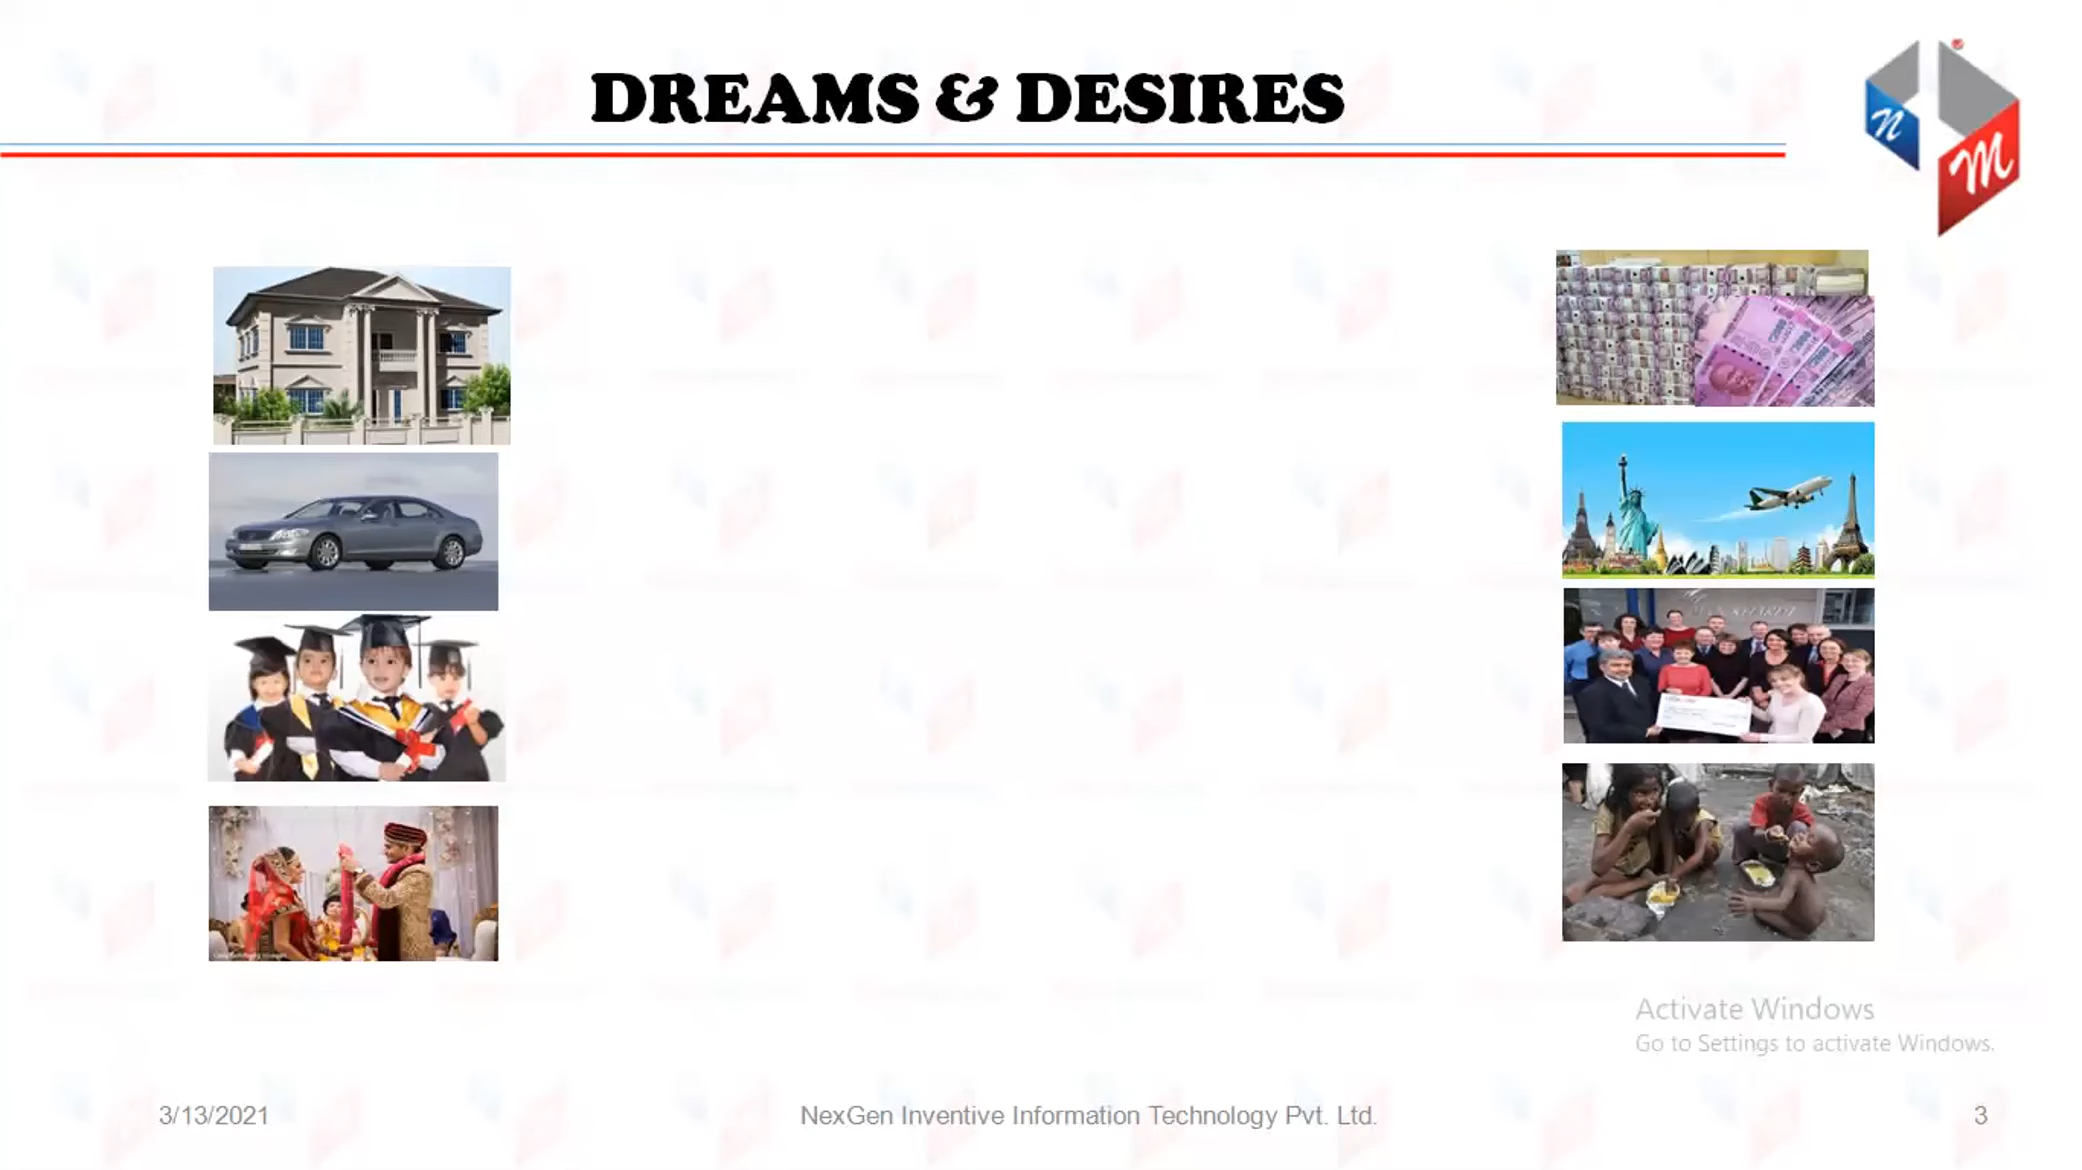 DREAMS & DESIRES
n
M
Activate Windows
Go to Settings to activate Windows.
3/13/2021
NexGen Inventive Information Technology Pvt. Ltd.
3